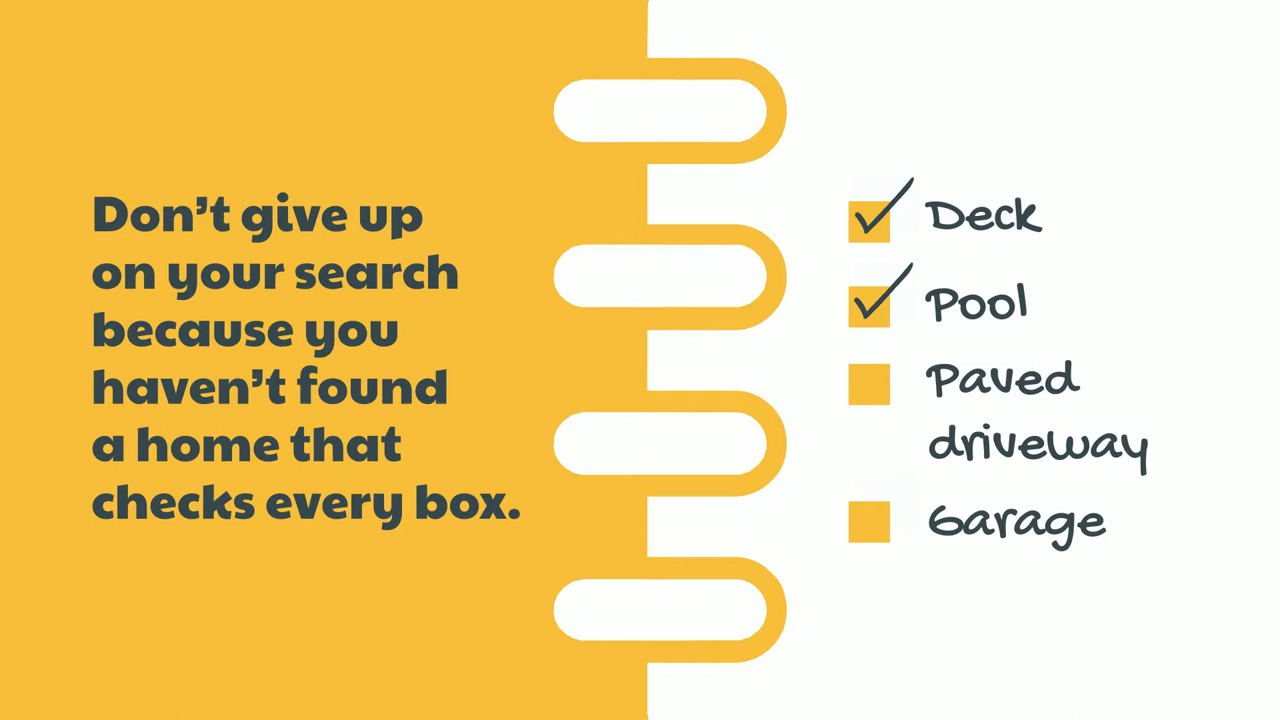 Don't give up
on your search
because you
haven't found
a home that
checks every box.
Deck
Pool
Paved
driveway
Garage